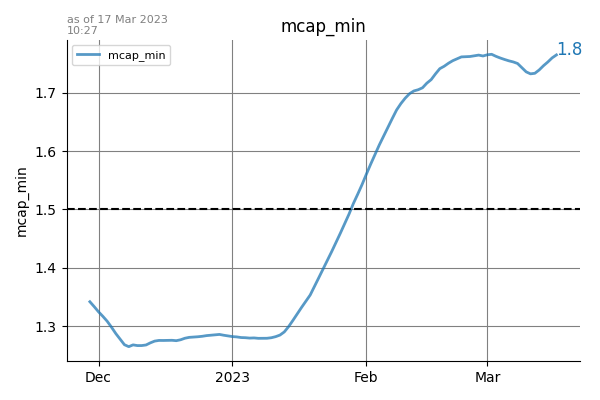 as of 17 Mar 2023
10:27
mcap_min
mcap_min
1.8
mcap_min
1.7
1.6
1.5
1.4
1.3
Dec
2023
Feb
Mar